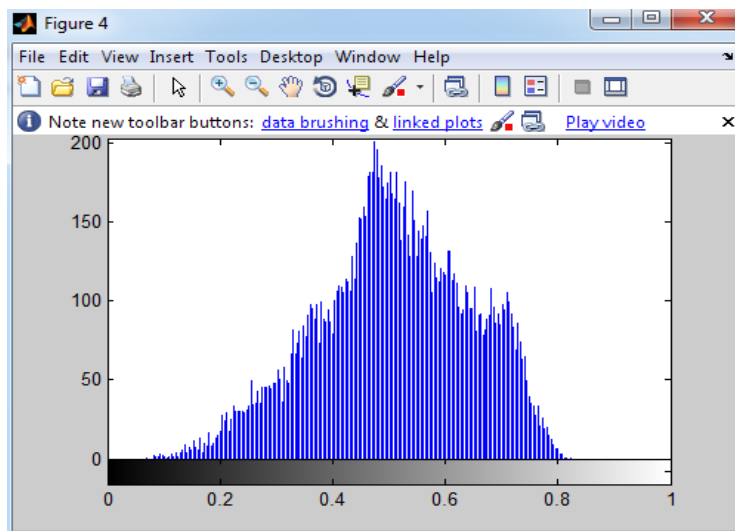 Figure 4
File Edit View Insert Tools Desktop Window Help
Note new toolbar buttons: data brushing & linked plots Play video
200
150
100
50
0
0 0.2 0.4 0.6 0.8 1